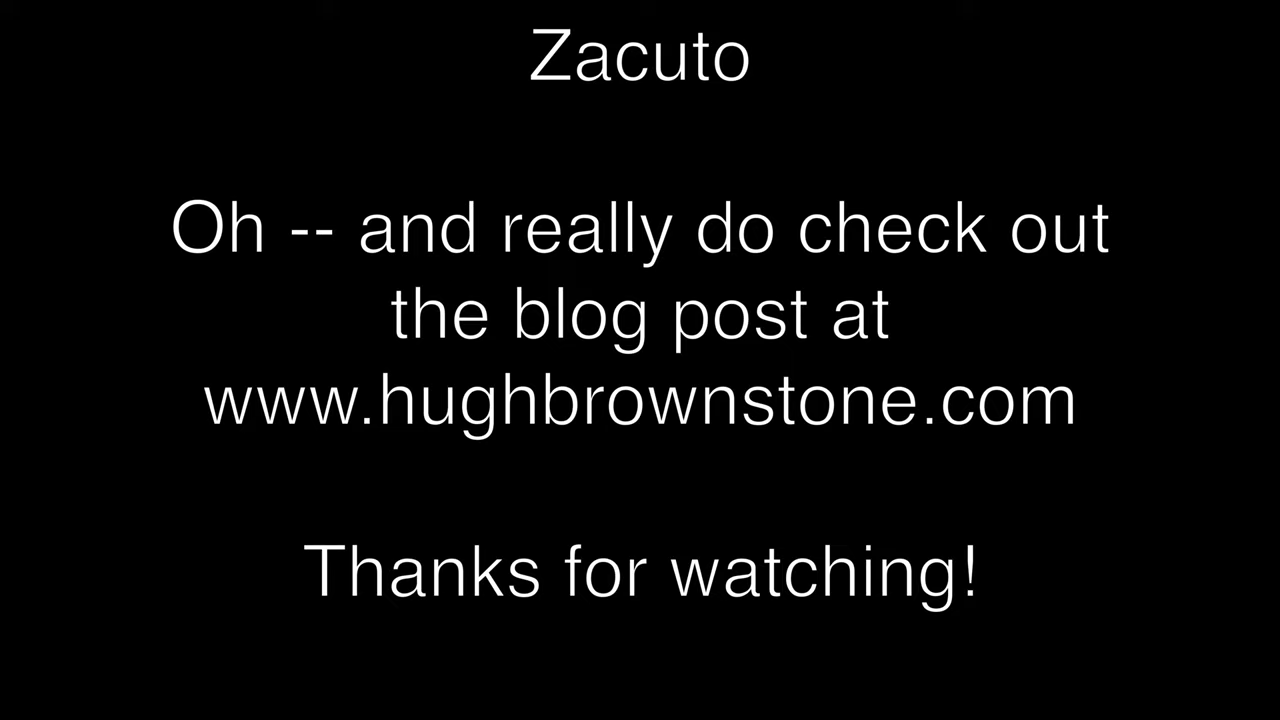 Zacuto
Oh -- and really do check out
the blog post at
www.hughbrownstone.com
Thanks for watching!